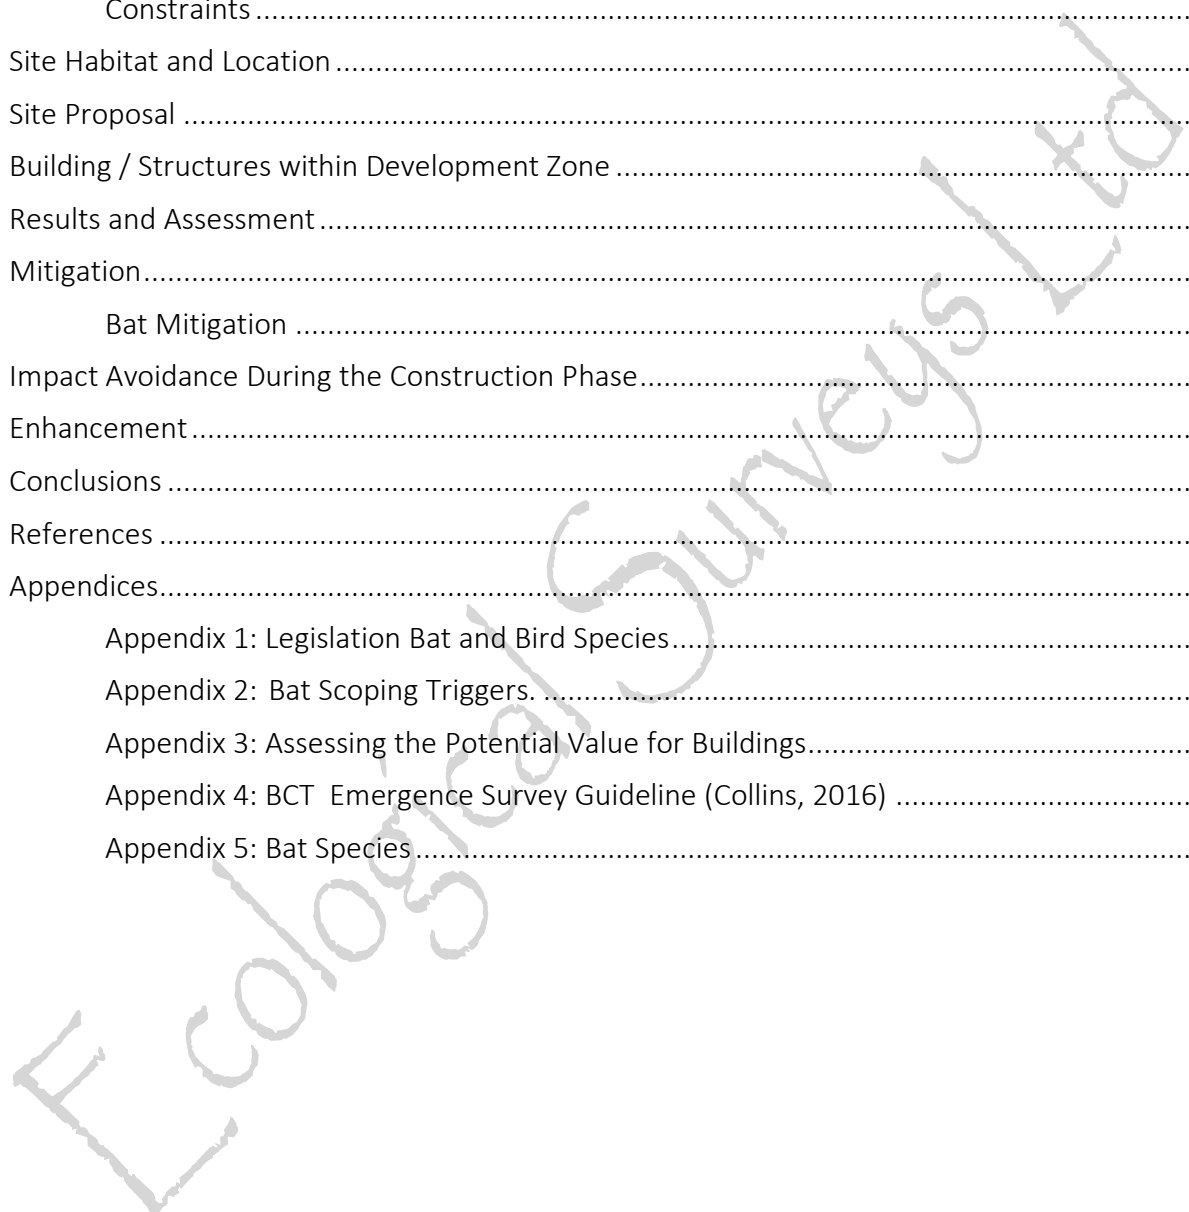 Constraints ..........................................................................................................
Site Habitat and Location ..........................................................................................................
Site Proposal ..........................................................................................................
Building / Structures within Development Zone ..........................................................................................................
Results and Assessment ..........................................................................................................
Mitigation ..........................................................................................................
Bat Mitigation ..........................................................................................................
Impact Avoidance During the Construction Phase ..........................................................................................................
Enhancement ..........................................................................................................
Conclusions ..........................................................................................................
References ..........................................................................................................
Appendices ..........................................................................................................
Appendix 1: Legislation Bat and Bird Species ..........................................................................................................
Appendix 2: Bat Scoping Triggers. ..........................................................................................................
Appendix 3: Assessing the Potential Value for Buildings ..........................................................................................................
Appendix 4: BCT Emergence Survey Guideline (Collins, 2016) ..........................................................................................................
Appendix 5: Bat Species ..........................................................................................................
Ecological Surveys Ltd